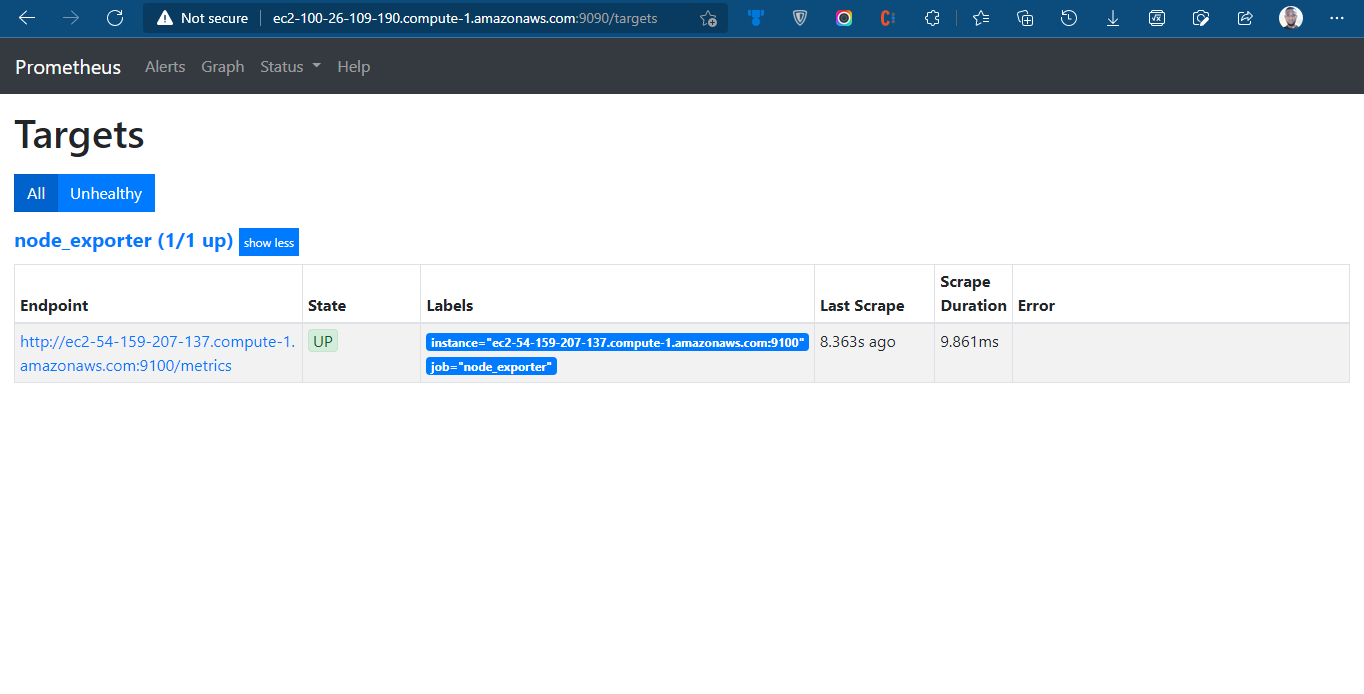 Not secure ec2-100-26-109-190.compute-1.amazonaws.com:9090/targets
Prometheus Alerts Graph Status Help
Targets
All Unhealthy
node_exporter (1/1 up) show less
Endpoint State Labels Last Scrape Scrape Duration Error
http://ec2-54-159-207-137.compute-1.
amazonaws.com:9100/metrics
UP
instance="ec2-54-159-207-137.compute-1.amazonaws.com:9100"
job="node_exporter"
8.363s ago
9.861ms